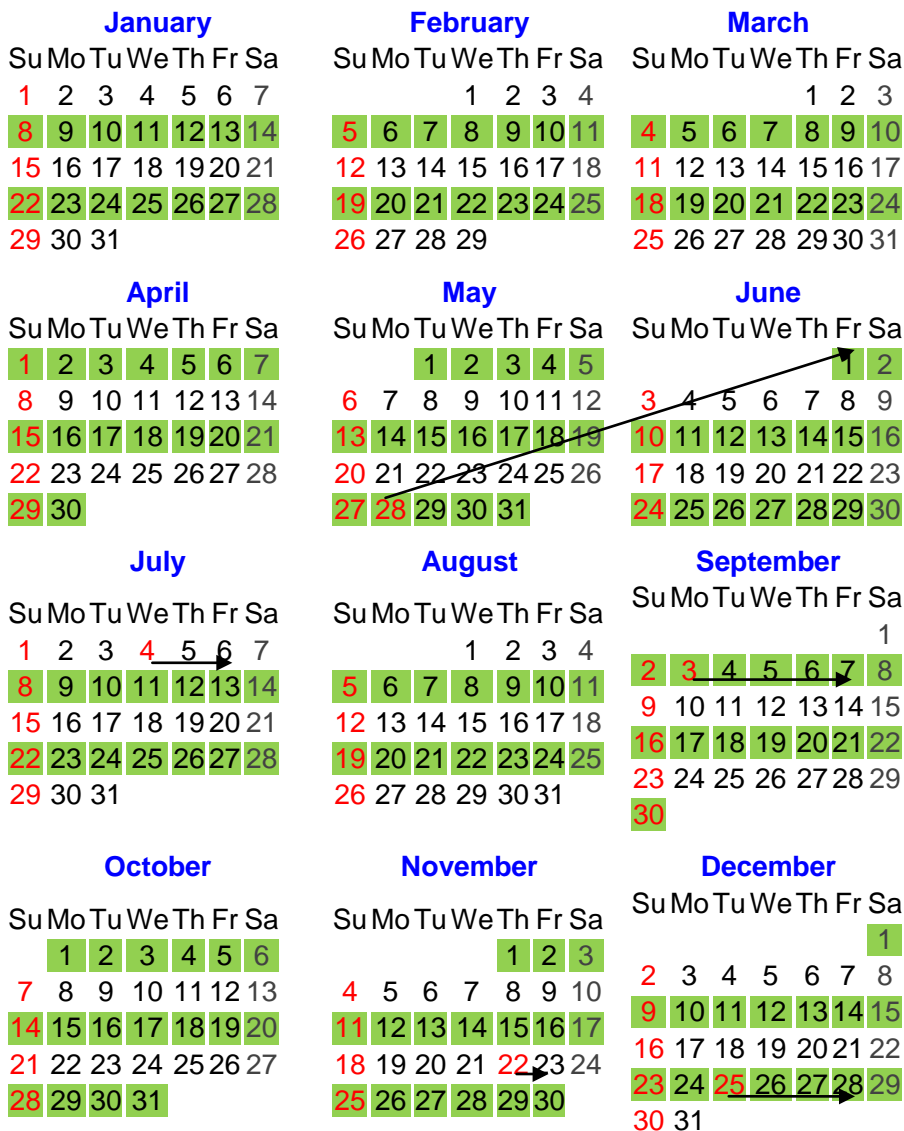 January
Su Mo Tu We Th Fr Sa
1 2 3 4 5 6 7
8 9 10 11 12 13 14
15 16 17 18 19 20 21
22 23 24 25 26 27 28
29 30 31
February
Su Mo Tu We Th Fr Sa
1 2 3 4
5 6 7 8 9 10 11
12 13 14 15 16 17 18
19 20 21 22 23 24 25
26 27 28 29
March
Su Mo Tu We Th Fr Sa
1 2 3
4 5 6 7 8 9 10
11 12 13 14 15 16 17
18 19 20 21 22 23 24
25 26 27 28 29 30 31
April
Su Mo Tu We Th Fr Sa
1 2 3 4 5 6 7
8 9 10 11 12 13 14
15 16 17 18 19 20 21
22 23 24 25 26 27 28
29 30
May
Su Mo Tu We Th Fr Sa
1 2 3 4 5
6 7 8 9 10 11 12
13 14 15 16 17 18 19
20 21 22 23 24 25 26
27 28 29 30 31
June
Su Mo Tu We Th Fr Sa
1 2
3 4 5 6 7 8 9
10 11 12 13 14 15 16
17 18 19 20 21 22 23
24 25 26 27 28 29 30
July
Su Mo Tu We Th Fr Sa
1 2 3 4 5 6 7
8 9 10 11 12 13 14
15 16 17 18 19 20 21
22 23 24 25 26 27 28
29 30 31
August
Su Mo Tu We Th Fr Sa
1 2 3 4
5 6 7 8 9 10 11
12 13 14 15 16 17 18
19 20 21 22 23 24 25
26 27 28 29 30 31
September
Su Mo Tu We Th Fr Sa
1
2 3 4 5 6 7 8
9 10 11 12 13 14 15
16 17 18 19 20 21 22
23 24 25 26 27 28 29
30
October
Su Mo Tu We Th Fr Sa
1 2 3 4 5 6
7 8 9 10 11 12 13
14 15 16 17 18 19 20
21 22 23 24 25 26 27
28 29 30 31
November
Su Mo Tu We Th Fr Sa
1 2 3
4 5 6 7 8 9 10
11 12 13 14 15 16 17
18 19 20 21 22 23 24
25 26 27 28 29 30
December
Su Mo Tu We Th Fr Sa
1
2 3 4 5 6 7 8
9 10 11 12 13 14 15
16 17 18 19 20 21 22
23 24 25 26 27 28 29
30 31